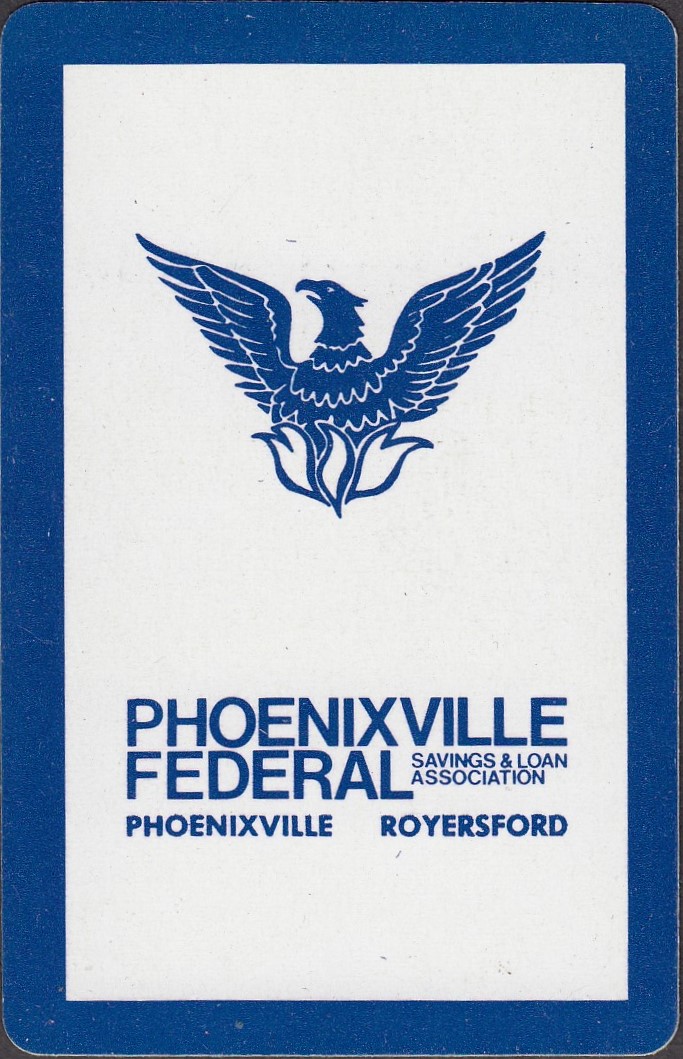 PHOENIXVILLE
FEDERAL SAVINGS & LOAN
ASSOCIATION
PHOENIXVILLE ROYERSFORD